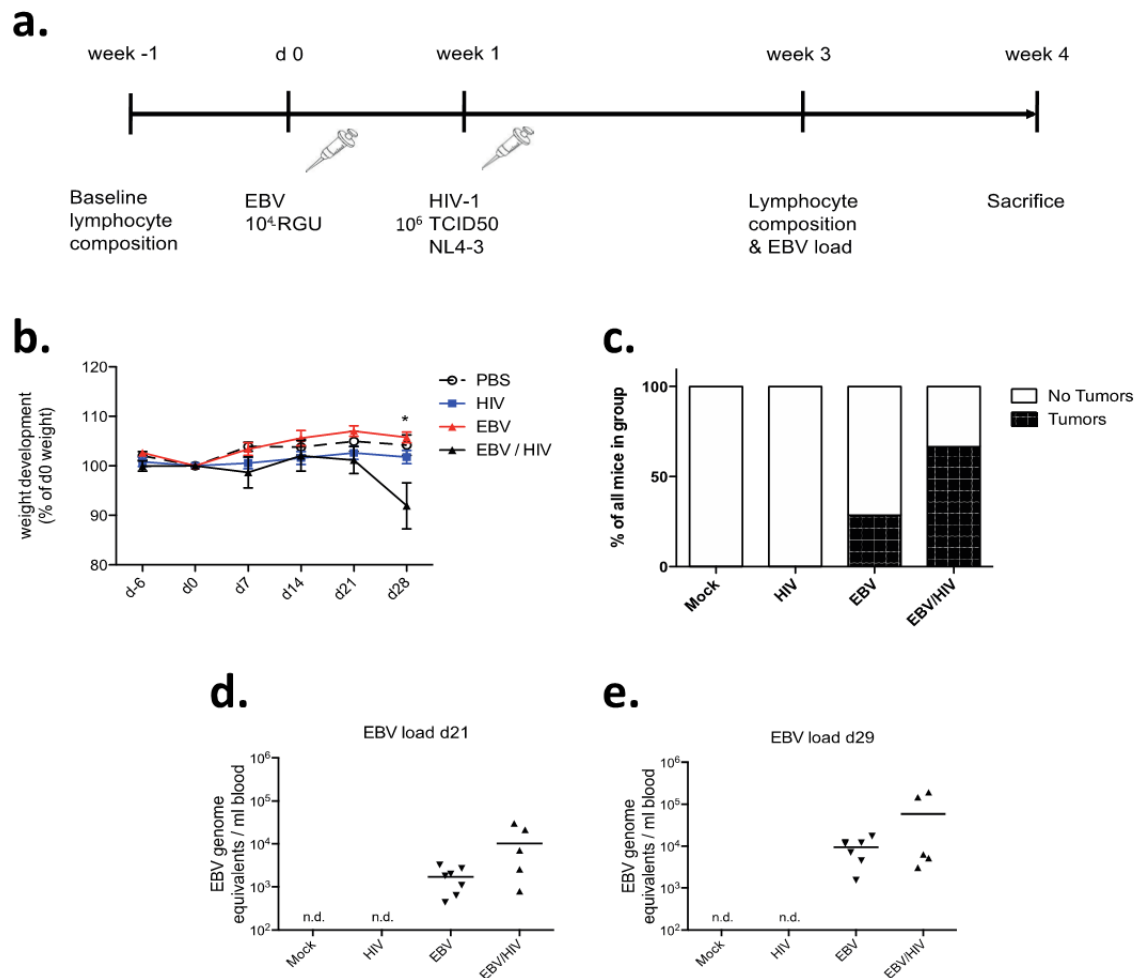 a.
week -1
d 0
week 1
week 3
week 4
Baseline
lymphocyte
composition
EBV
10⁴-RGU
HIV-1
10⁶ TCID50
NL4-3
Lymphocyte
composition
& EBV load
Sacrifice
b.
weight development
(% of d0 weight)
120
110
100
90
80
d-6
d0
d7
d14
d21
d28
*
PBS
HIV
EBV
EBV / HIV
c.
% of all mice in group
100
50
0
Mock
HIV
EBV
EBV/HIV
No Tumors
Tumors
d.
EBV load d21
EBV genome
equivalents / ml blood
10⁶
10⁵
10⁴
10³
10²
n.d.
n.d.
Mock
HIV
EBV
EBV/HIV
e.
EBV load d29
EBV genome
equivalents / ml blood
10⁶
10⁵
10⁴
10³
10²
n.d.
n.d.
Mock
HIV
EBV
EBV/HIV